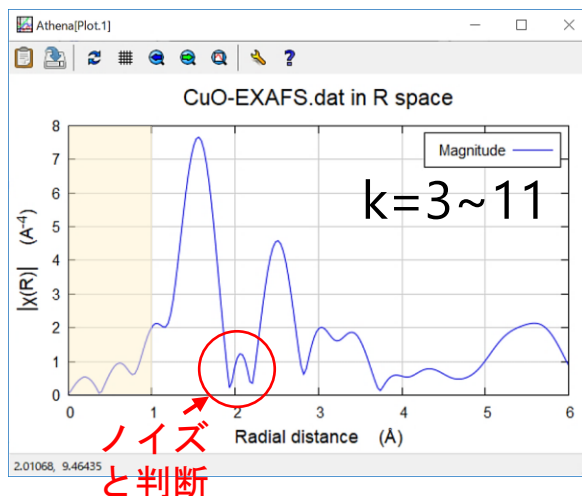 Athena[Plot.1]
CuO-EXAFS.dat in R space
Magnitude
k=3~11
8
7
6
5
4
3
2
1
0
|χ(R)| (Å-4)
0 1 2 3 4 5 6
Radial distance (Å)
ノイズ
と判断
2.01068, 9.46435